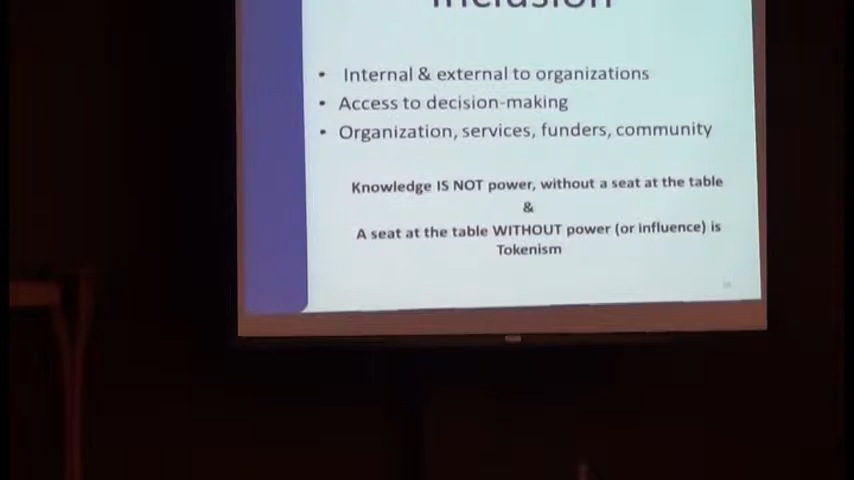 Inclusion
• Internal & external to organizations
• Access to decision-making
• Organization, services, funders, community
Knowledge IS NOT power, without a seat at the table
&
A seat at the table WITHOUT power (or influence) is
Tokenism